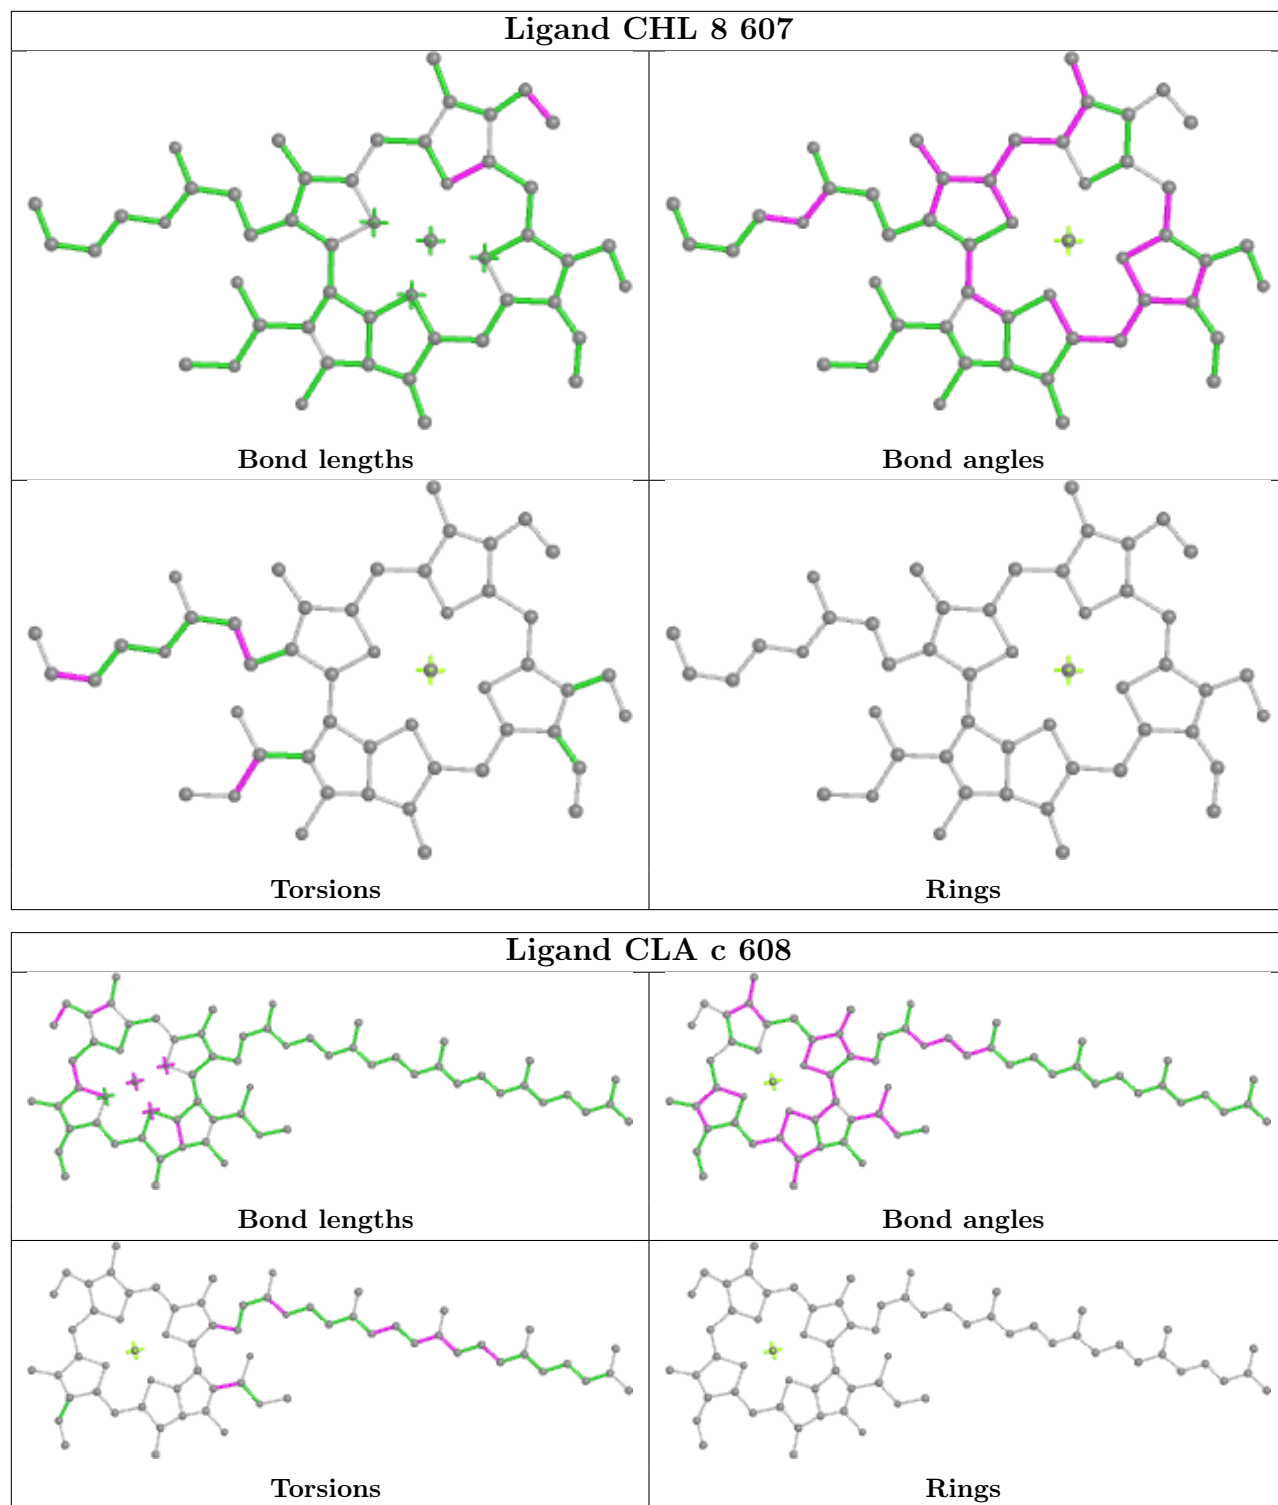 Ligand CHL 8 607
Bond lengths
Bond angles
Torsions
Rings
Ligand CLA c 608
Bond lengths
Bond angles
Torsions
Rings